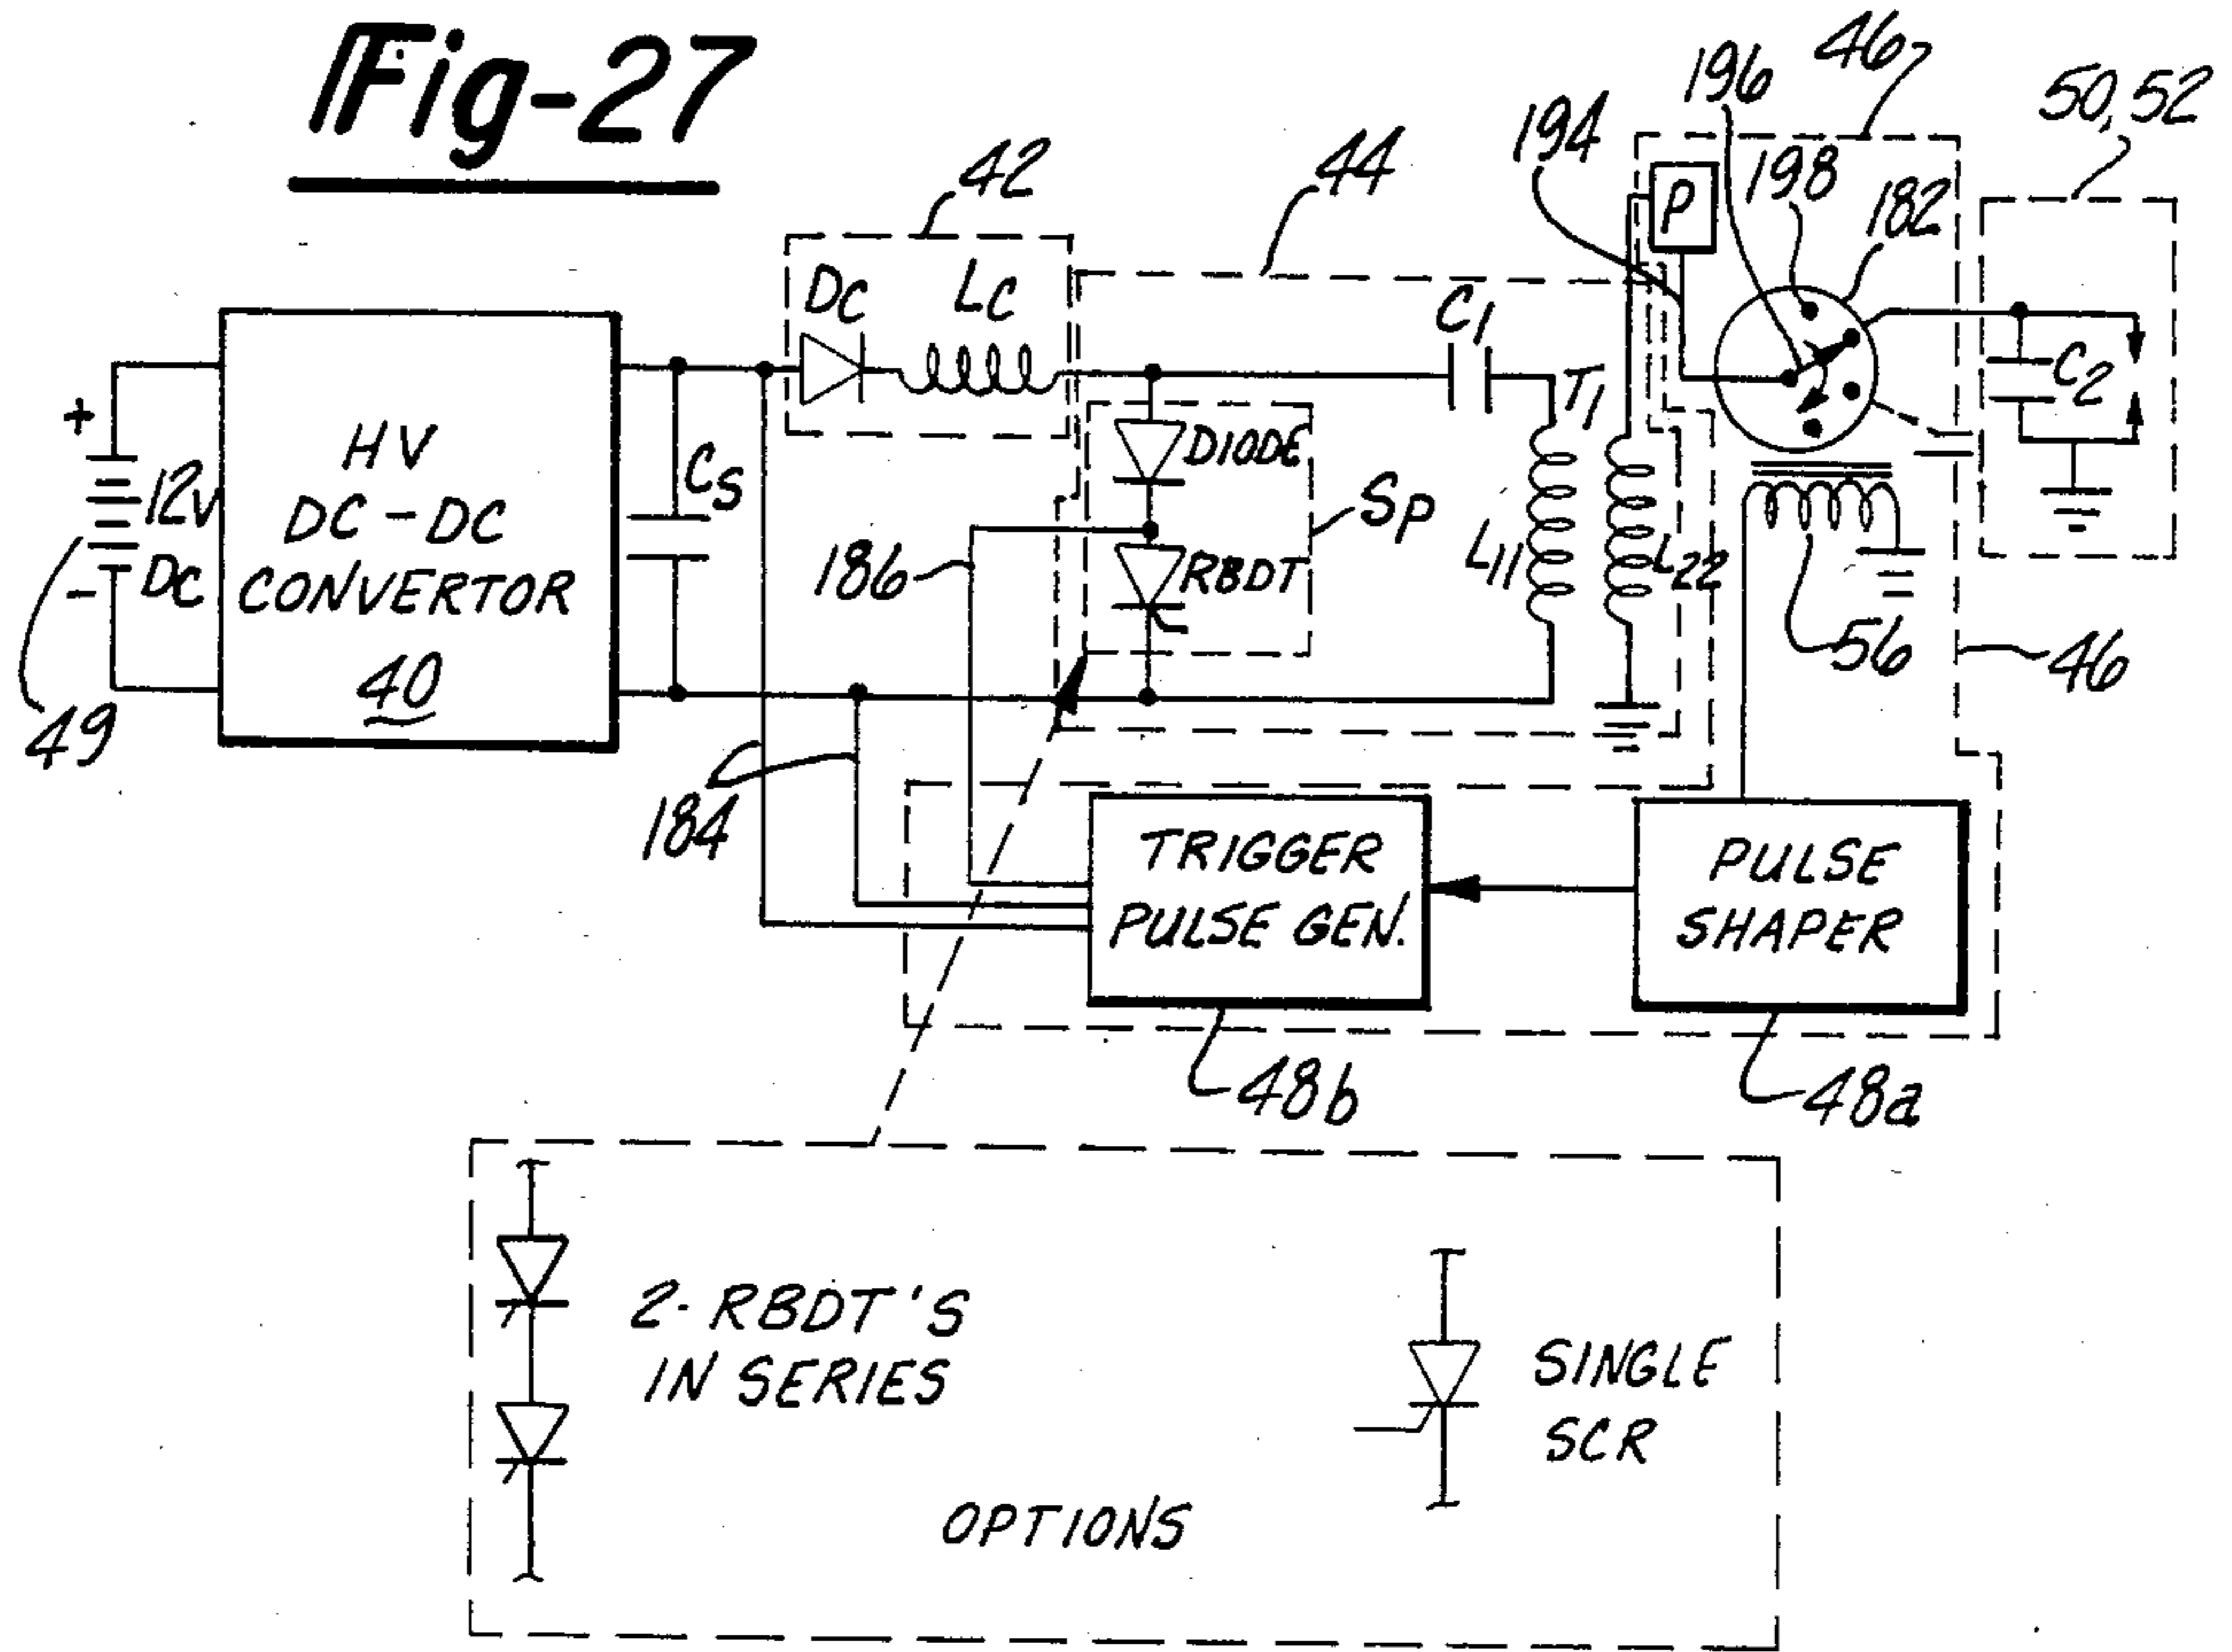 Fig-27
42
44
194
196
46
50, 52
P
198
182
DC
LC
C1
T1
C2
+
12V
DC
-
49
HV
DC-DC
CONVERTOR
40
CS
DIODE
RBDT
SP
186
L11
L22
56
46
184
TRIGGER
PULSE GEN.
PULSE
SHAPER
48b
48a
2-RBDT'S
IN SERIES
SINGLE
SCR
OPTIONS